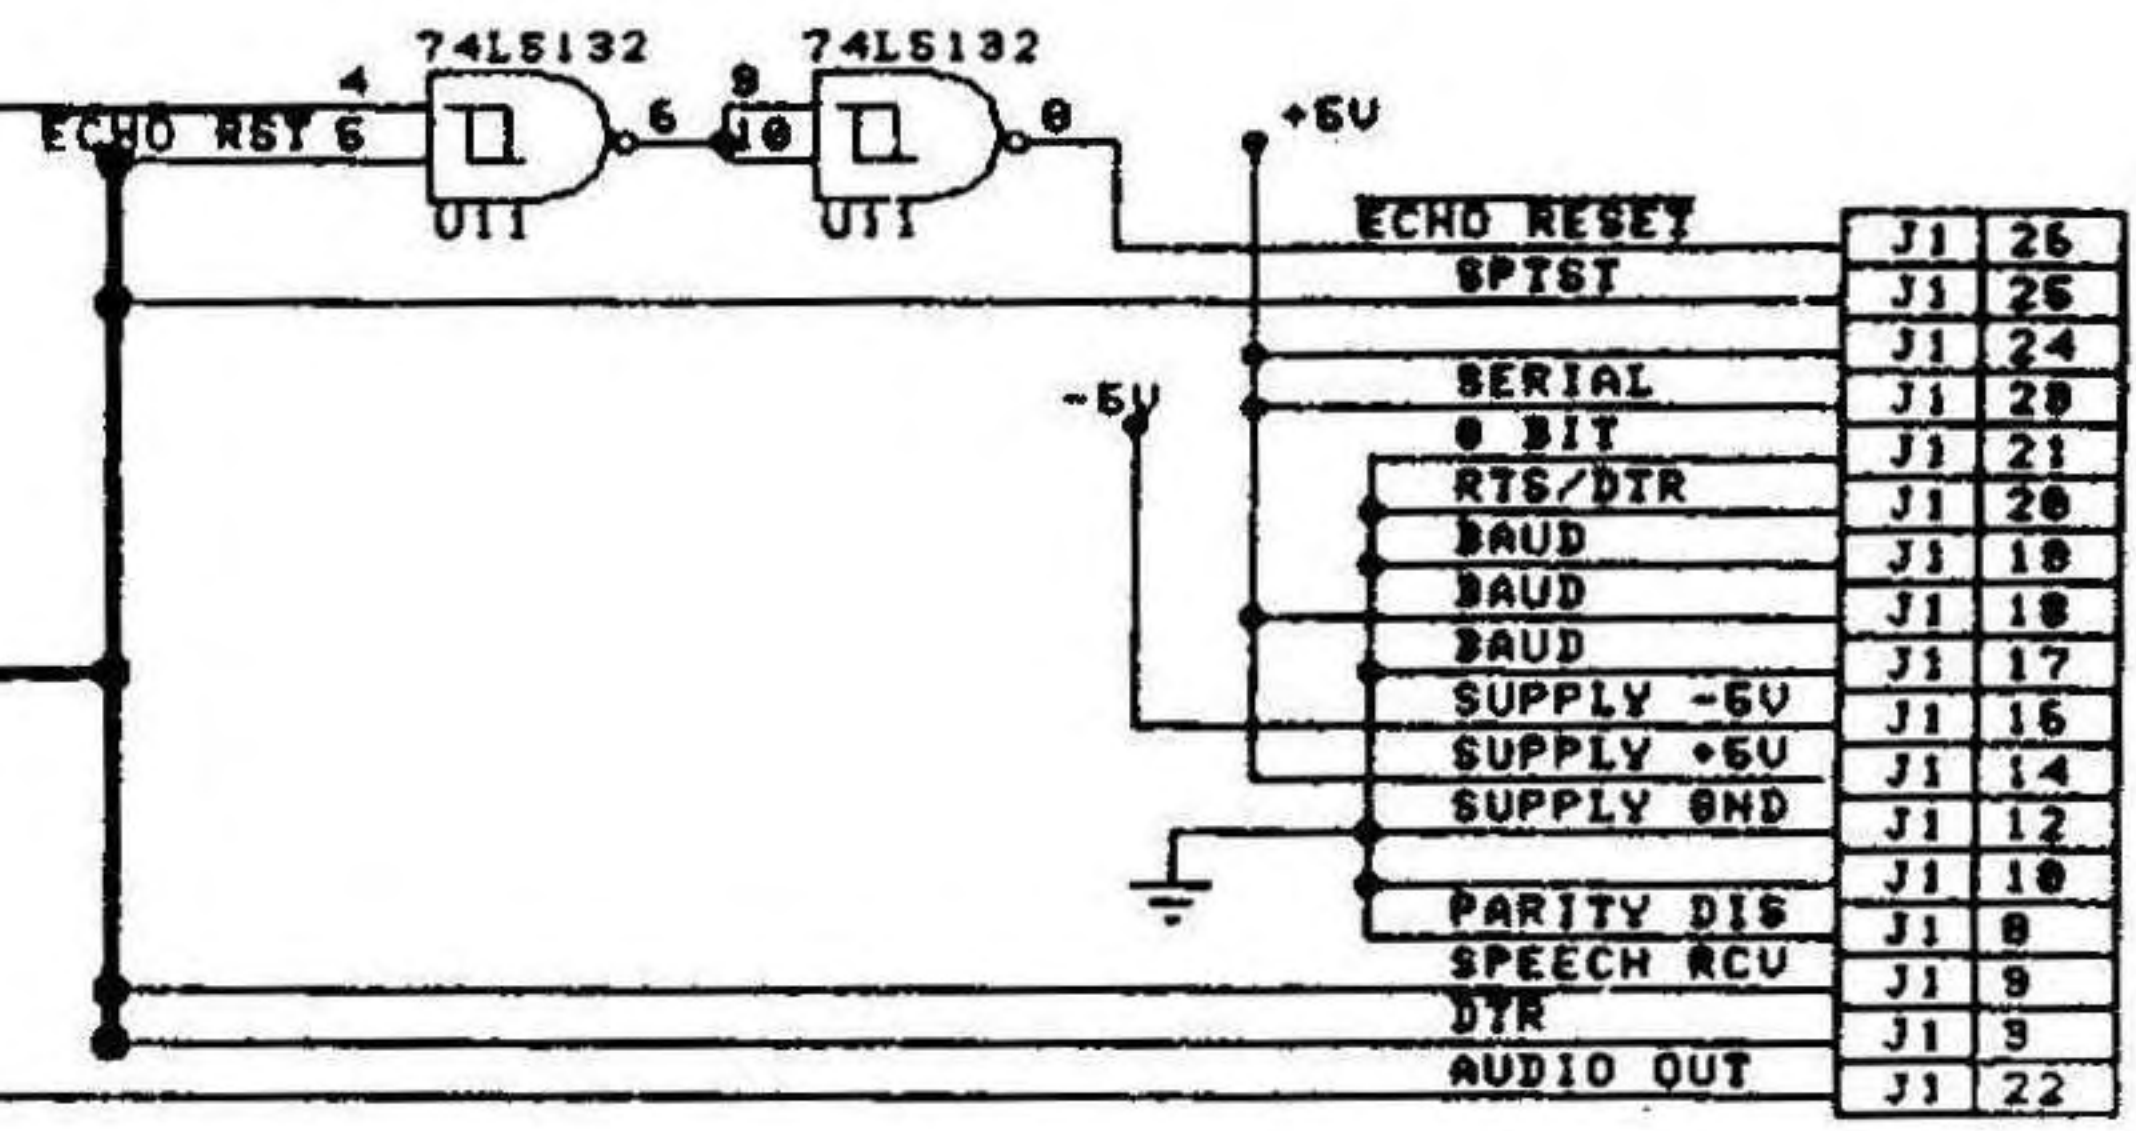 74LS132 74LS132
4 9
ECHO RST 5 6 10 8 +5V
U11 U11
ECHO RESET J1 26
SPTST J1 25
J1 24
-5V SERIAL J1 23
8 BIT J1 21
RTS/DTR J1 20
BAUD J1 19
BAUD J1 18
BAUD J1 17
SUPPLY -5V J1 16
SUPPLY +5V J1 14
SUPPLY GND J1 12
J1 10
PARITY DIS J1 8
SPEECH RCV J1
DTR J1 3
AUDIO OUT J1 22